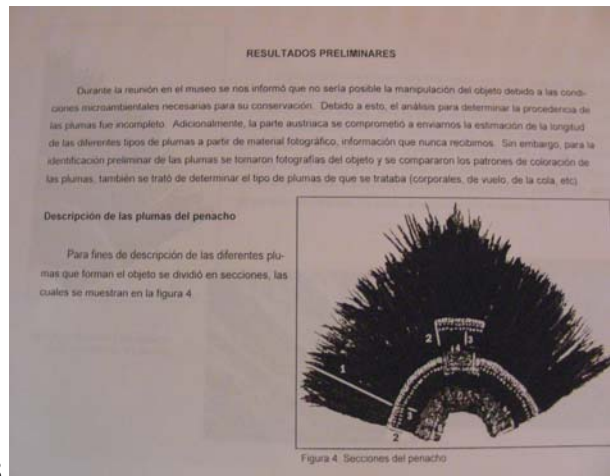 RESULTADOS PRELIMINARES
Durante la reunión en el museo se nos informó que no sería posible la manipulación del objeto debido a las condi-
ciones microambientales necesarias para su conservación. Debido a esto, el análisis para determinar la procedencia de
las plumas fue incompleto. Adicionalmente, la parte austriaca se comprometió a enviarnos la estimación de la longitud
de las diferentes tipos de plumas a partir de material fotográfico, información que nunca recibimos. Sin embargo, para la
identificación preliminar de las plumas se tomaron fotografías del objeto y se compararon los patrones de coloración de
las plumas, también se trató de determinar el tipo de plumas de que se trataba (corporales, de vuelo, de la cola, etc).
Descripción de las plumas del penacho
Para fines de descripción de las diferentes plu-
mas que forman el objeto se dividió en secciones, las
cuales se muestran en la figura 4.
2
3
4
1
3
2
Figura 4. Secciones del penacho